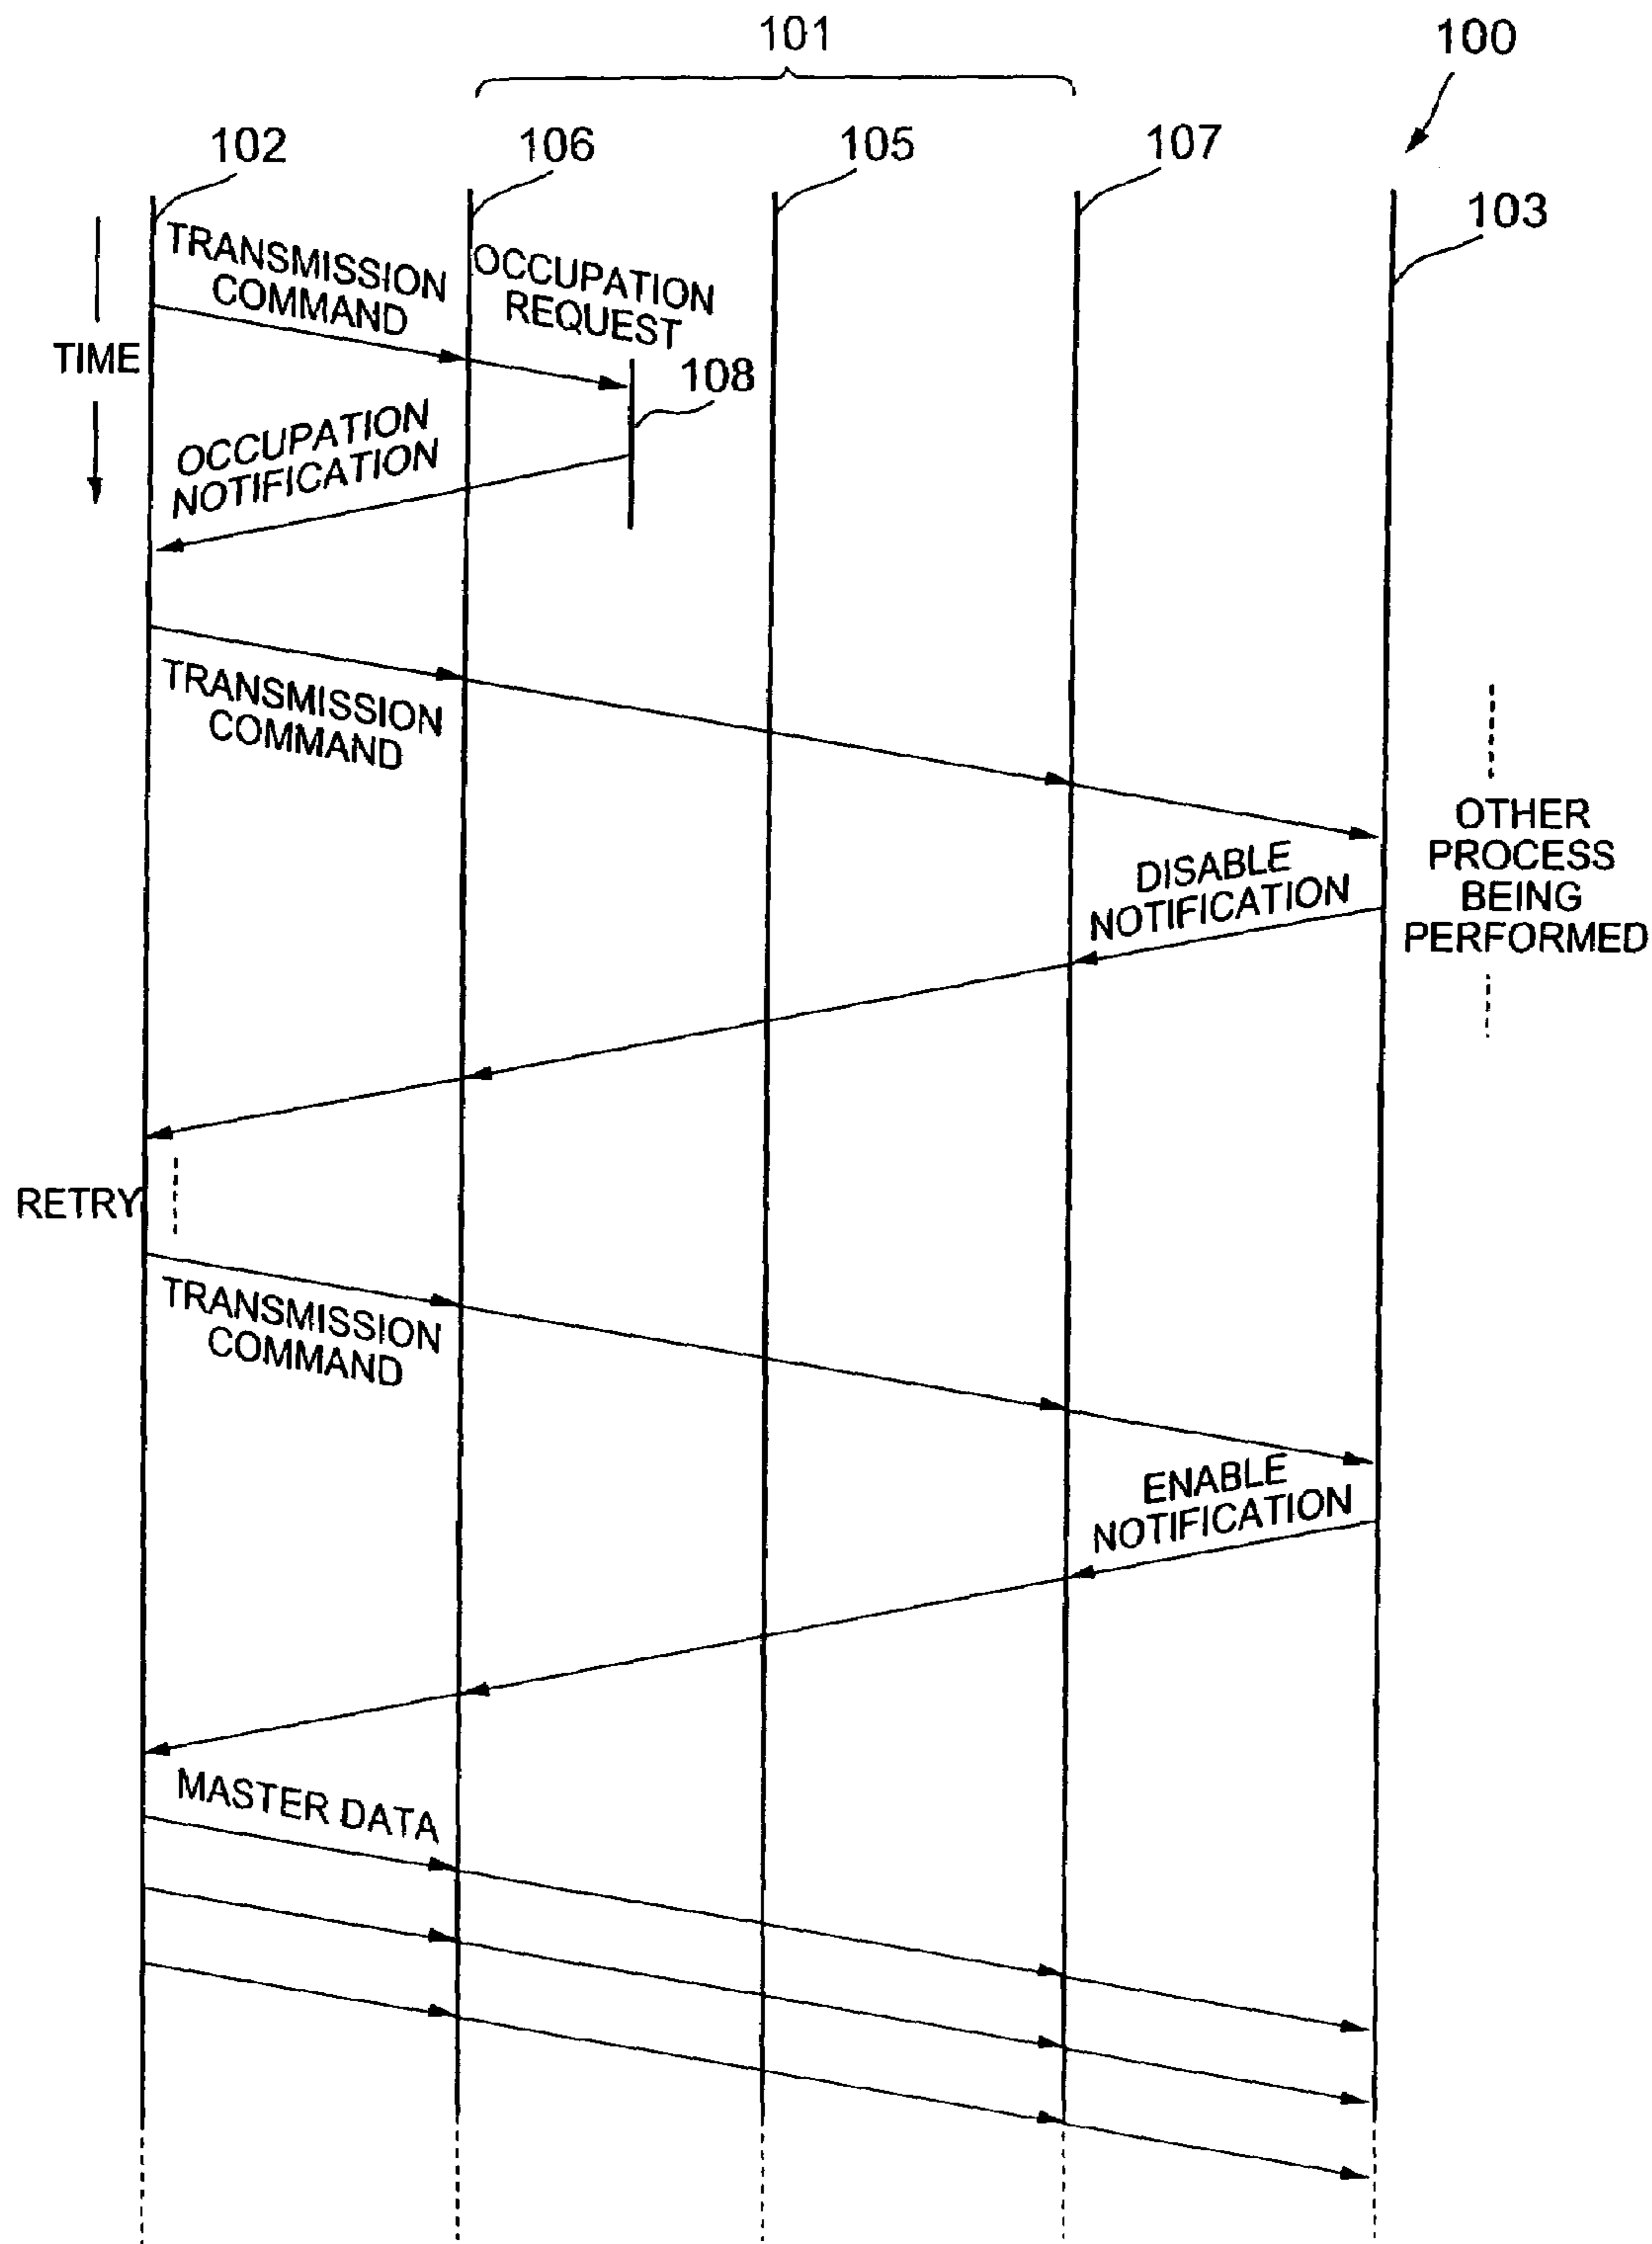 101
100
102
106
105
107
103
TRANSMISSION
COMMAND
OCCUPATION
REQUEST
TIME
108
OCCUPATION
NOTIFICATION
TRANSMISSION
COMMAND
OTHER
PROCESS
BEING
PERFORMED
DISABLE
NOTIFICATION
RETRY
TRANSMISSION
COMMAND
ENABLE
NOTIFICATION
MASTER DATA